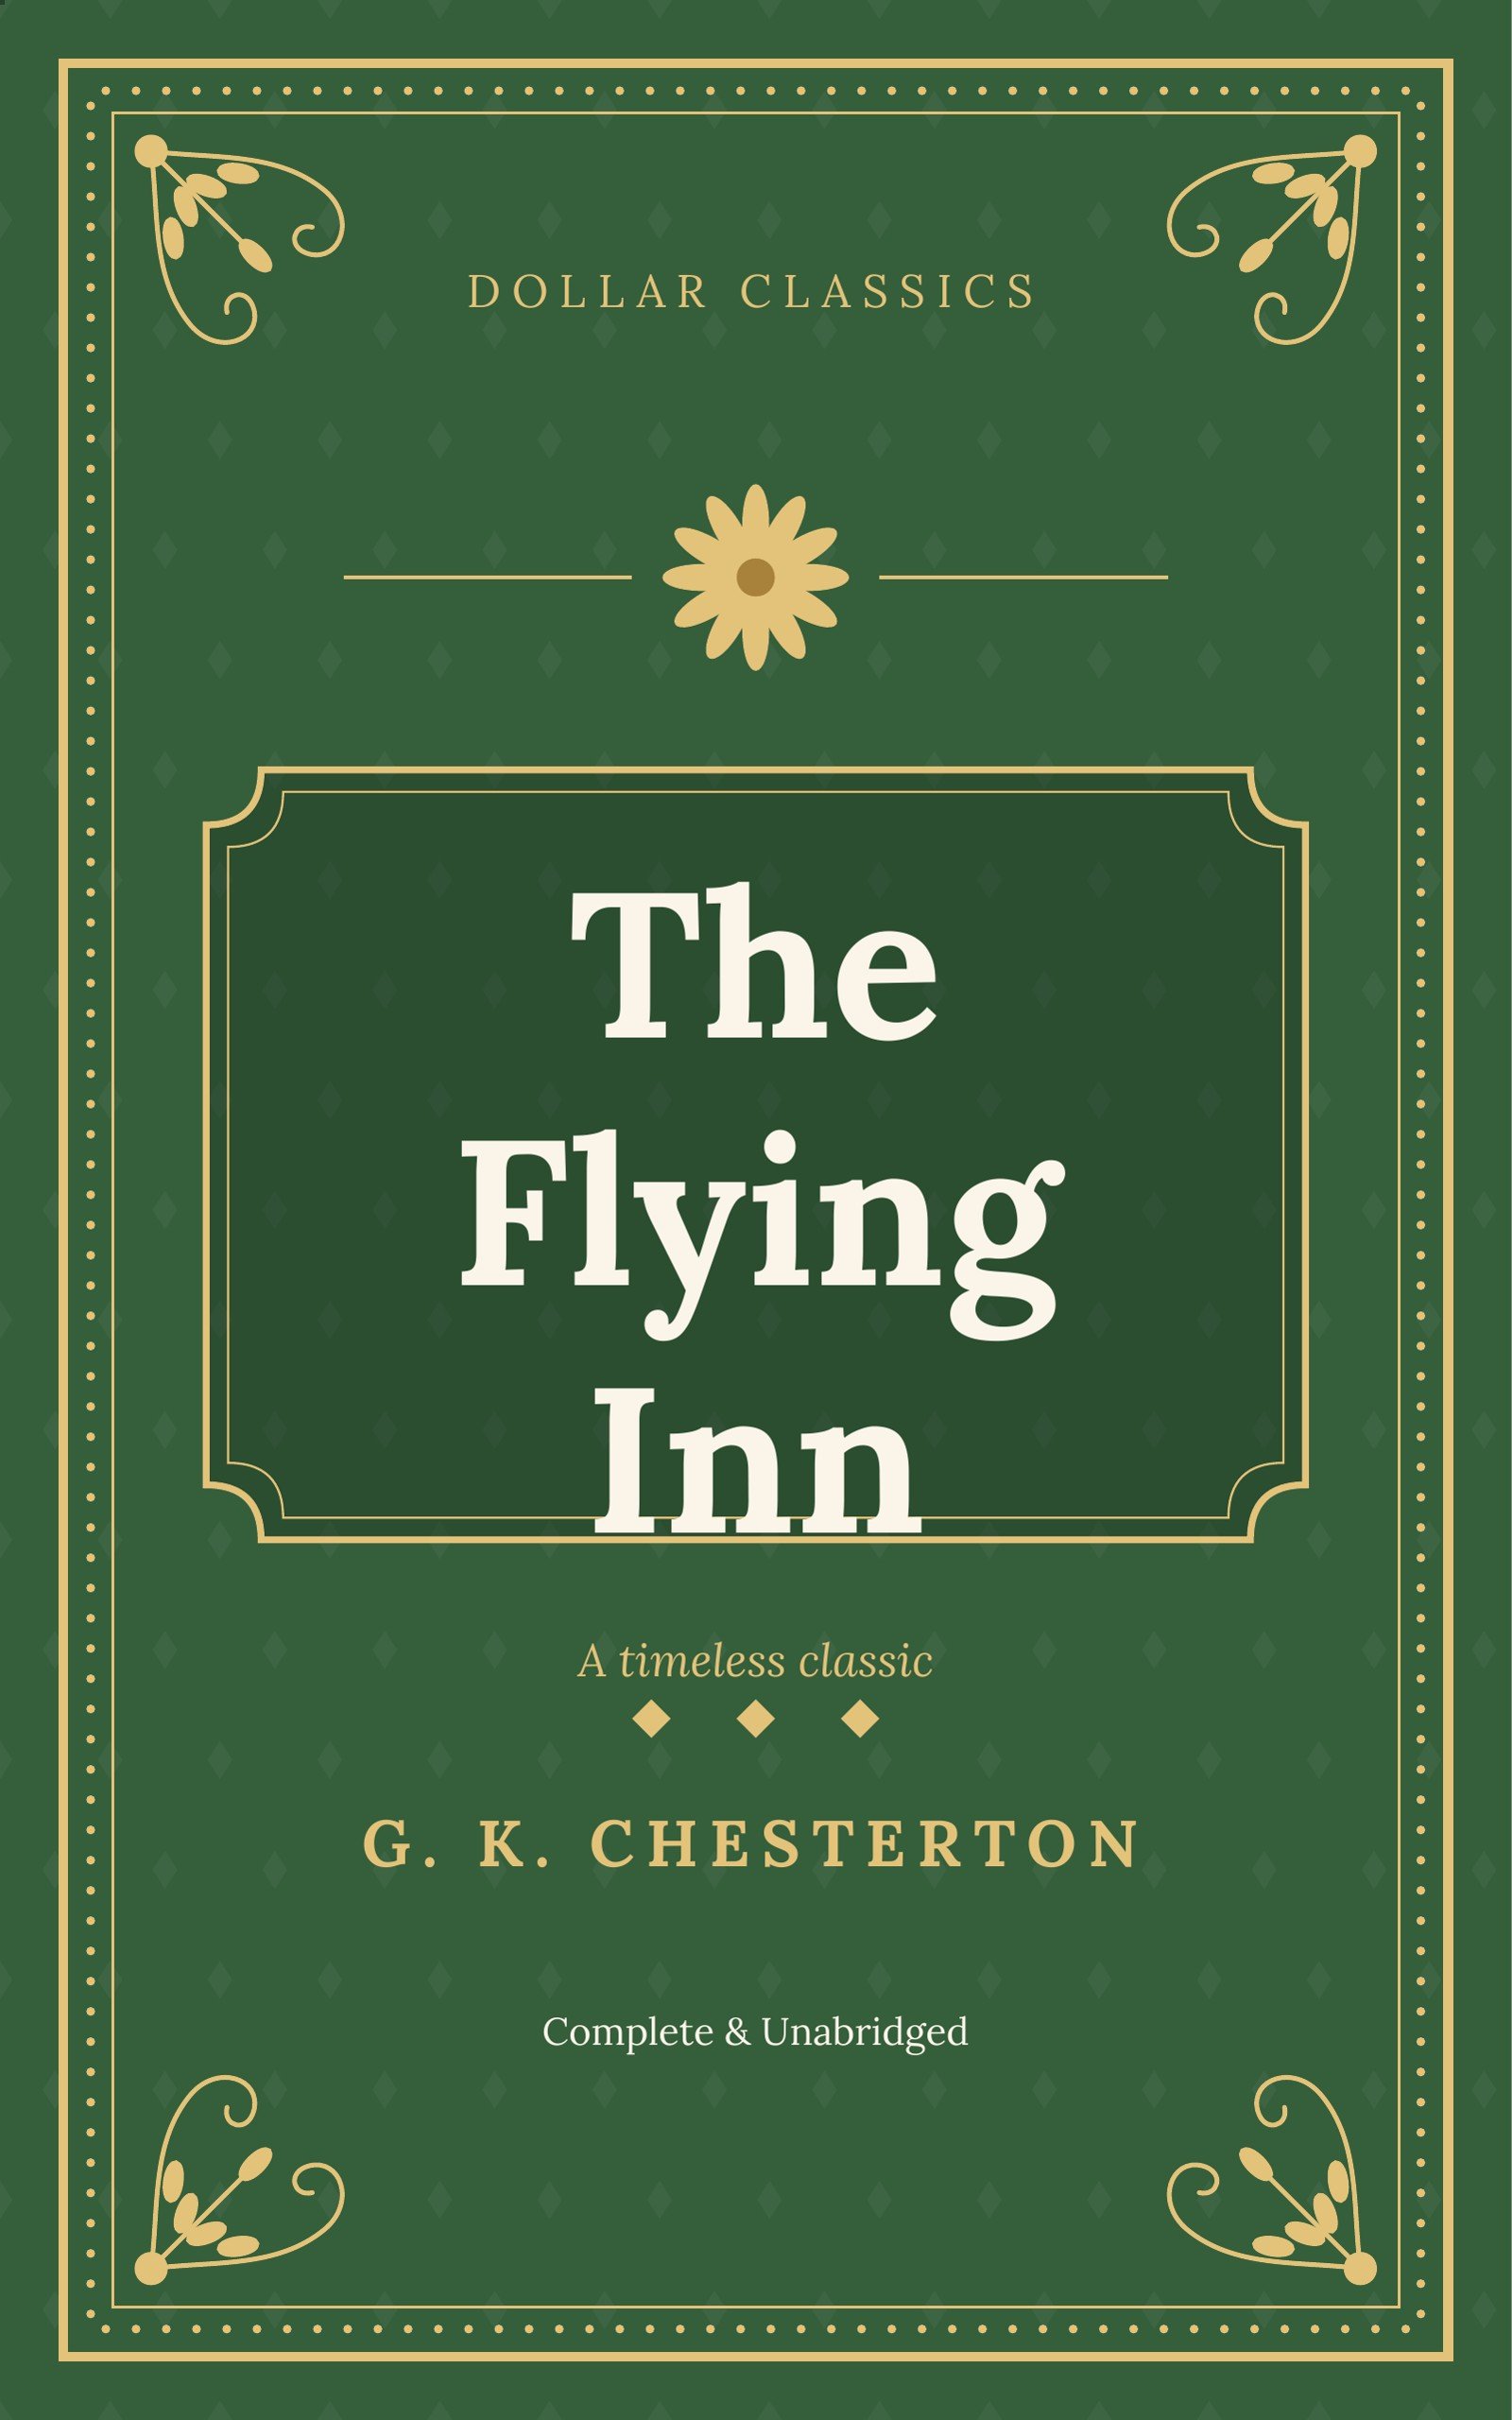 DOLLAR CLASSICS
The
Flying
Inn
A timeless classic
G. K. CHESTERTON
Complete & Unabridged